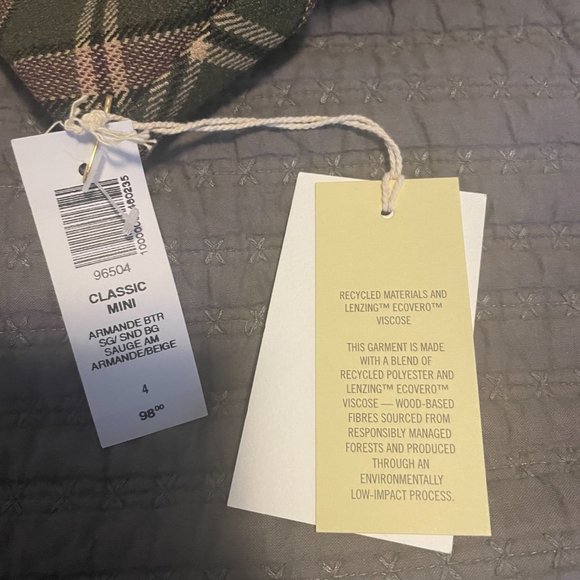 96504
CLASSIC
MINI
ARMANDE BTR
SG/ SND BG
SAUGE AM
ARMANDE/BEIGE
4
98.00
RECYCLED MATERIALS AND
LENZING™ ECOVERO™
VISCOSE
THIS GARMENT IS MADE
WITH A BLEND OF
RECYCLED POLYESTER AND
LENZING™ ECOVERO™
VISCOSE — WOOD-BASED
FIBRES SOURCED FROM
RESPONSIBLY MANAGED
FORESTS AND PRODUCED
THROUGH AN
ENVIRONMENTALLY
LOW-IMPACT PROCESS.